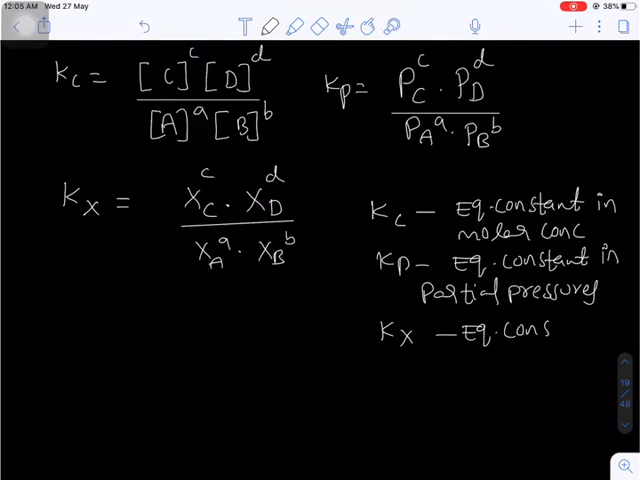 12:05 AM Wed 27 May
38%
Kc = [C]^c [D]^d / [A]^a [B]^b
Kp = P_C^c · P_D^d / P_A^a · P_B^b
Kx = X_C^c · X_D^d / X_A^a · X_B^b
Kc — Eq. constant in
molar conc
Kp — Eq. constant in
Partial pressures
Kx — Eq. cons
19
/
48